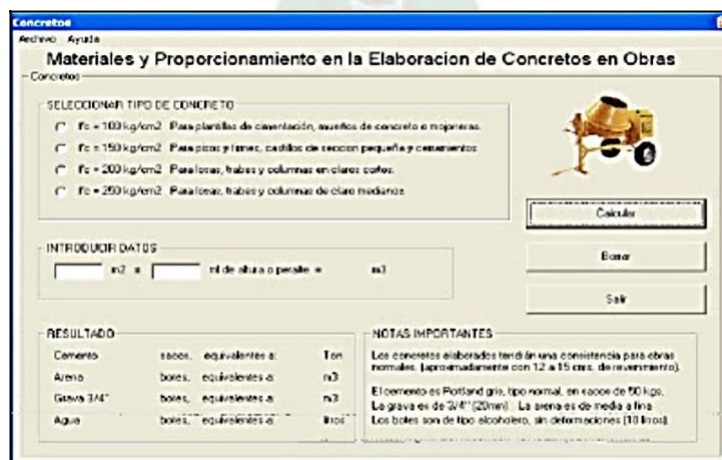 Concretos
Archivo Ayuda
Materiales y Proporcionamiento en la Elaboracion de Concretos en Obras
Concretos
SELECCIONAR TIPO DE CONCRETO
f'c = 100 kg/cm2 Para plantillas de cimentación, muertos de concreto o mojoneras
f'c = 150 kg/cm2 Para pisos y firmes, castillos de seccion pequeña y cerramientos
f'c = 200 kg/cm2 Para losas, trabes y columnas en claros cortos.
f'c = 250 kg/cm2 Para losas, trabes y columnas de claro medianos.
Calcular
INTRODUCIR DATOS
m2 x ml de altura o peralte = m3
Borrar
Salir
RESULTADO
Cemento sacos, equivalentes a: Ton
Arena botes, equivalentes a: m3
Grava 3/4" botes, equivalentes a: m3
Agua botes, equivalentes a: litros
NOTAS IMPORTANTES
Los concretos elaborados tendrán una consistencia para obras
normales. (aproximadamente con 12 a 15 cms. de revenimiento).
El cemento es Portland gris, tipo normal, en sacos de 50 kgs.
La grava es de 3/4" (20mm). La arena es de media a fina
Los botes son de tipo alcoholero, sin deformaciones (18 litros).